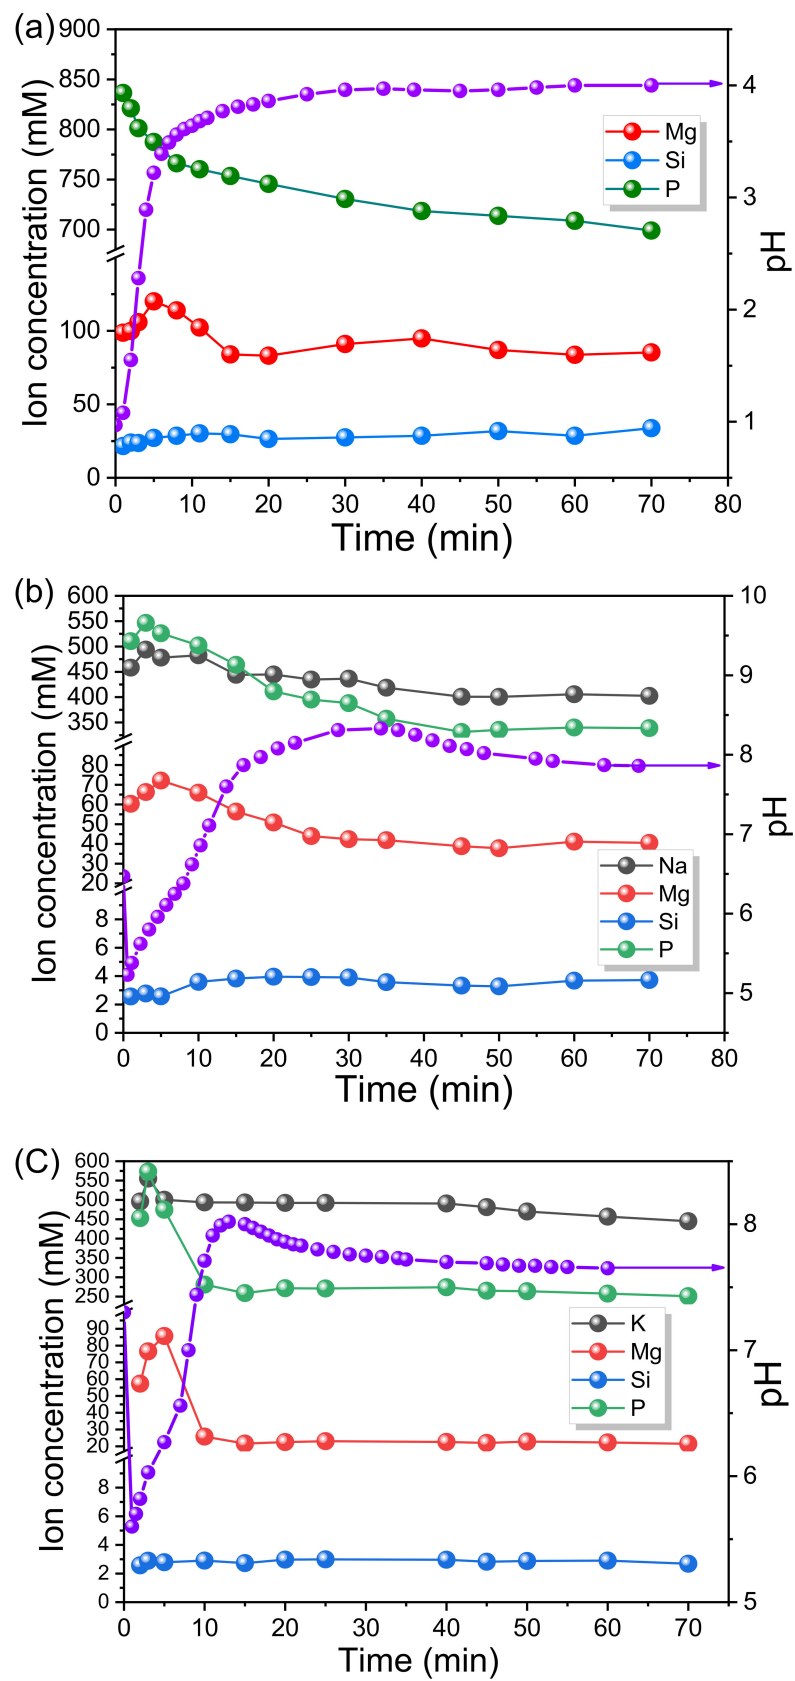 (a)
900
850
800
750
700
100
50
0
Ion concentration (mM)
4
3
2
1
pH
Mg
Si
P
0 10 20 30 40 50 60 70 80
Time (min)
(b)
600
550
500
450
400
350
80
70
60
50
40
30
20
8
6
4
2
0
Ion concentration (mM)
10
9
8
7
6
5
pH
Na
Mg
Si
P
0 10 20 30 40 50 60 70 80
Time (min)
(C)
600
550
500
450
400
350
300
250
90
80
70
60
50
40
30
20
8
6
4
2
0
Ion concentration (mM)
8
7
6
5
pH
K
Mg
Si
P
0 10 20 30 40 50 60 70
Time (min)